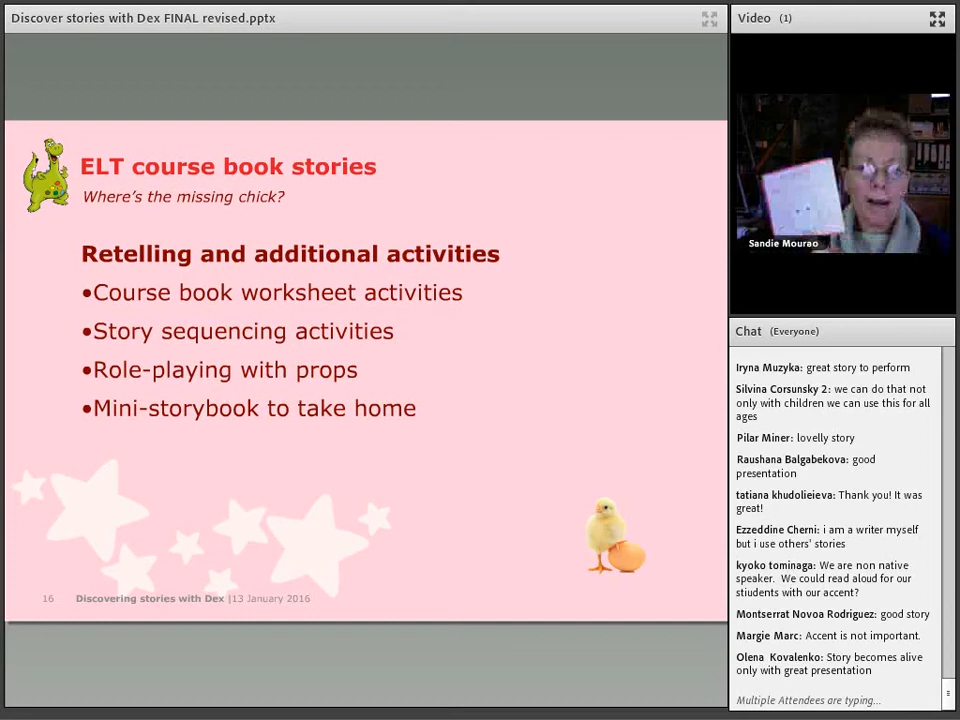 Discover stories with Dex FINAL revised.pptx
ELT course book stories
Where's the missing chick?
Retelling and additional activities
•Course book worksheet activities
•Story sequencing activities
•Role-playing with props
•Mini-storybook to take home
16 Discovering stories with Dex |13 January 2016
Video (1)
Sandie Mourao
Chat (Everyone)
Iryna Muzyka: great story to perform
Silvina Corsunsky 2: we can do that not
only with children we can use this for all
ages
Pilar Miner: lovelly story
Raushana Balgabekova: good
presentation
tatiana khudolieieva: Thank you! It was
great!
Ezzeddine Cherni: i am a writer myself
but i use others' stories
kyoko tominaga: We are non native
speaker. We could read aloud for our
stiudents with our accent?
Montserrat Novoa Rodriguez: good story
Margie Marc: Accent is not important.
Olena Kovalenko: Story becomes alive
only with great presentation
Multiple Attendees are typing...